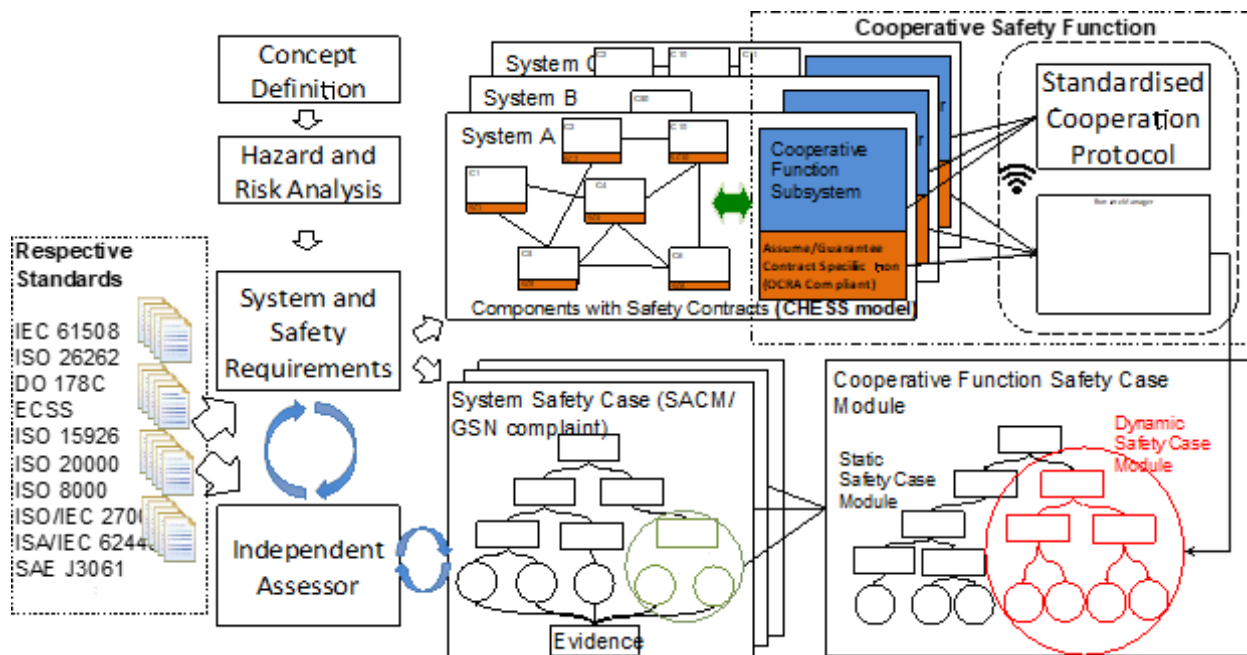 Cooperative Safety Function
Concept
Definition
Hazard and
Risk Analysis
System and
Safety
Requirements
Independent
Assessor
Respective
Standards
IEC 61508
ISO 26262
DO 178C
ECSS
ISO 15926
ISO 20000
ISO 8000
ISO/IEC
ISA/IEC
SAE J3061
System
System B
System A
C1
C4
Cooperative
Function
Subsystem
Assume/Guarantee
Contract Specification
(OCRA Compliant)
Components with Safety Contracts (CHESS model)
Standardised
Cooperation
Protocol
System Safety Case (SACM/
GSN complaint)
Evidence
Cooperative Function Safety Case
Module
Static
Safety Case
Module
Dynamic
Safety Case
Module